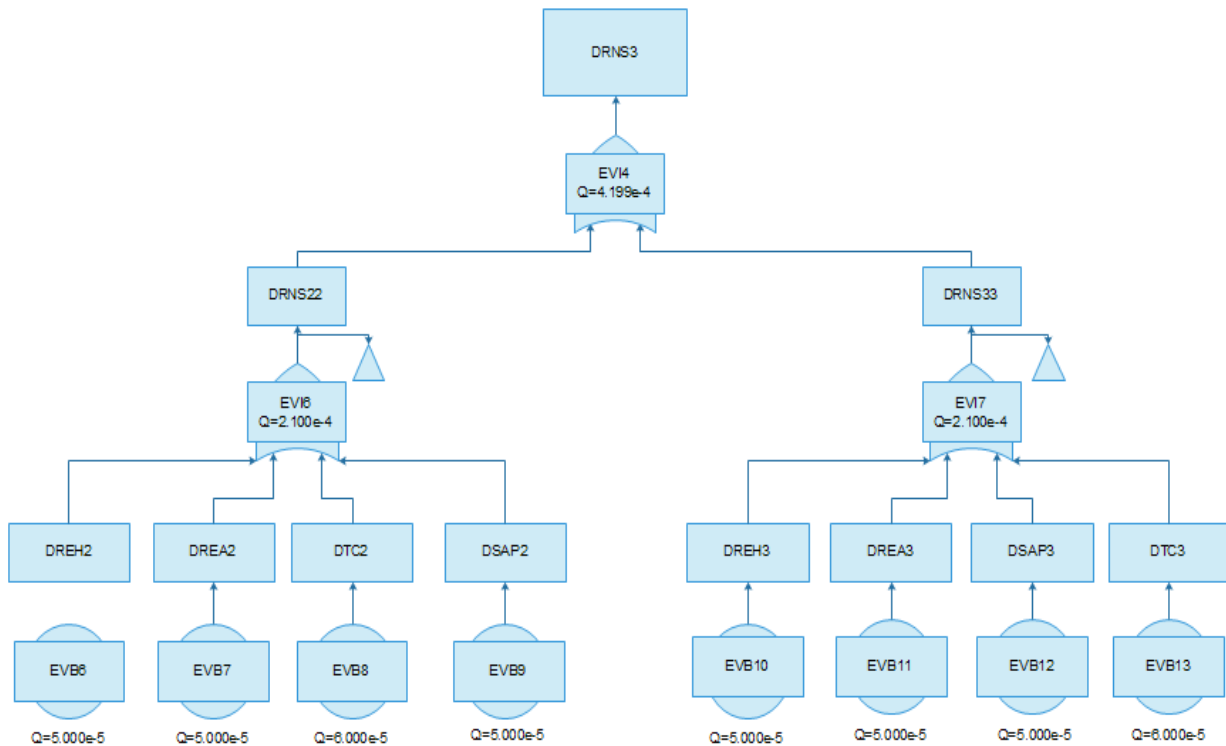 DRNS3
EVI4
Q=4.199e-4
DRNS22
DRNS33
EVI6
Q=2.100e-4
EVI7
Q=2.100e-4
DREH2
DREA2
DTC2
DSAP2
DREH3
DREA3
DSAP3
DTC3
EVB6
EVB7
EVB8
EVB9
EVB10
EVB11
EVB12
EVB13
Q=5.000e-5
Q=5.000e-5
Q=6.000e-5
Q=5.000e-5
Q=5.000e-5
Q=5.000e-5
Q=5.000e-5
Q=6.000e-5